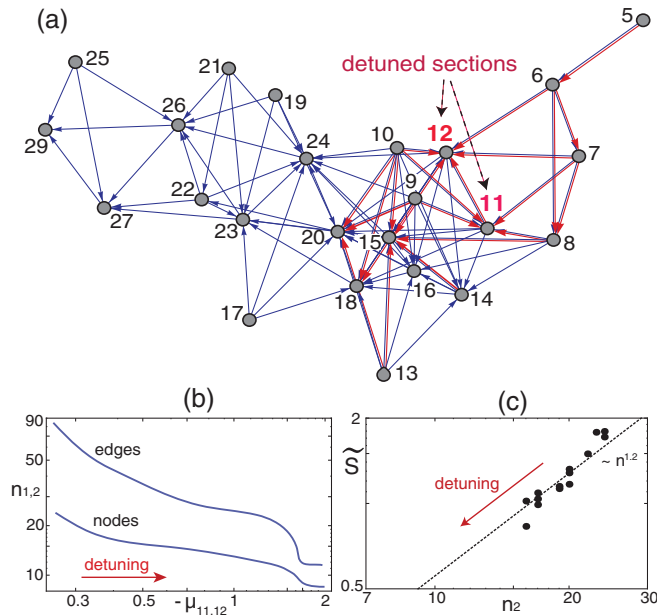 (a)
5
25
21
6
19
detuned sections
26
10
12
29
24
7
9
11
22
27
23
20
15
8
16
18
14
17
13
(b)
(c)
90
edges
50
n1,2
20
nodes
10
detuning
0.3
0.5
1
2
-μ11,12
2
S̃
~ n^1.2
detuning
0.5
7
10
20
30
n2